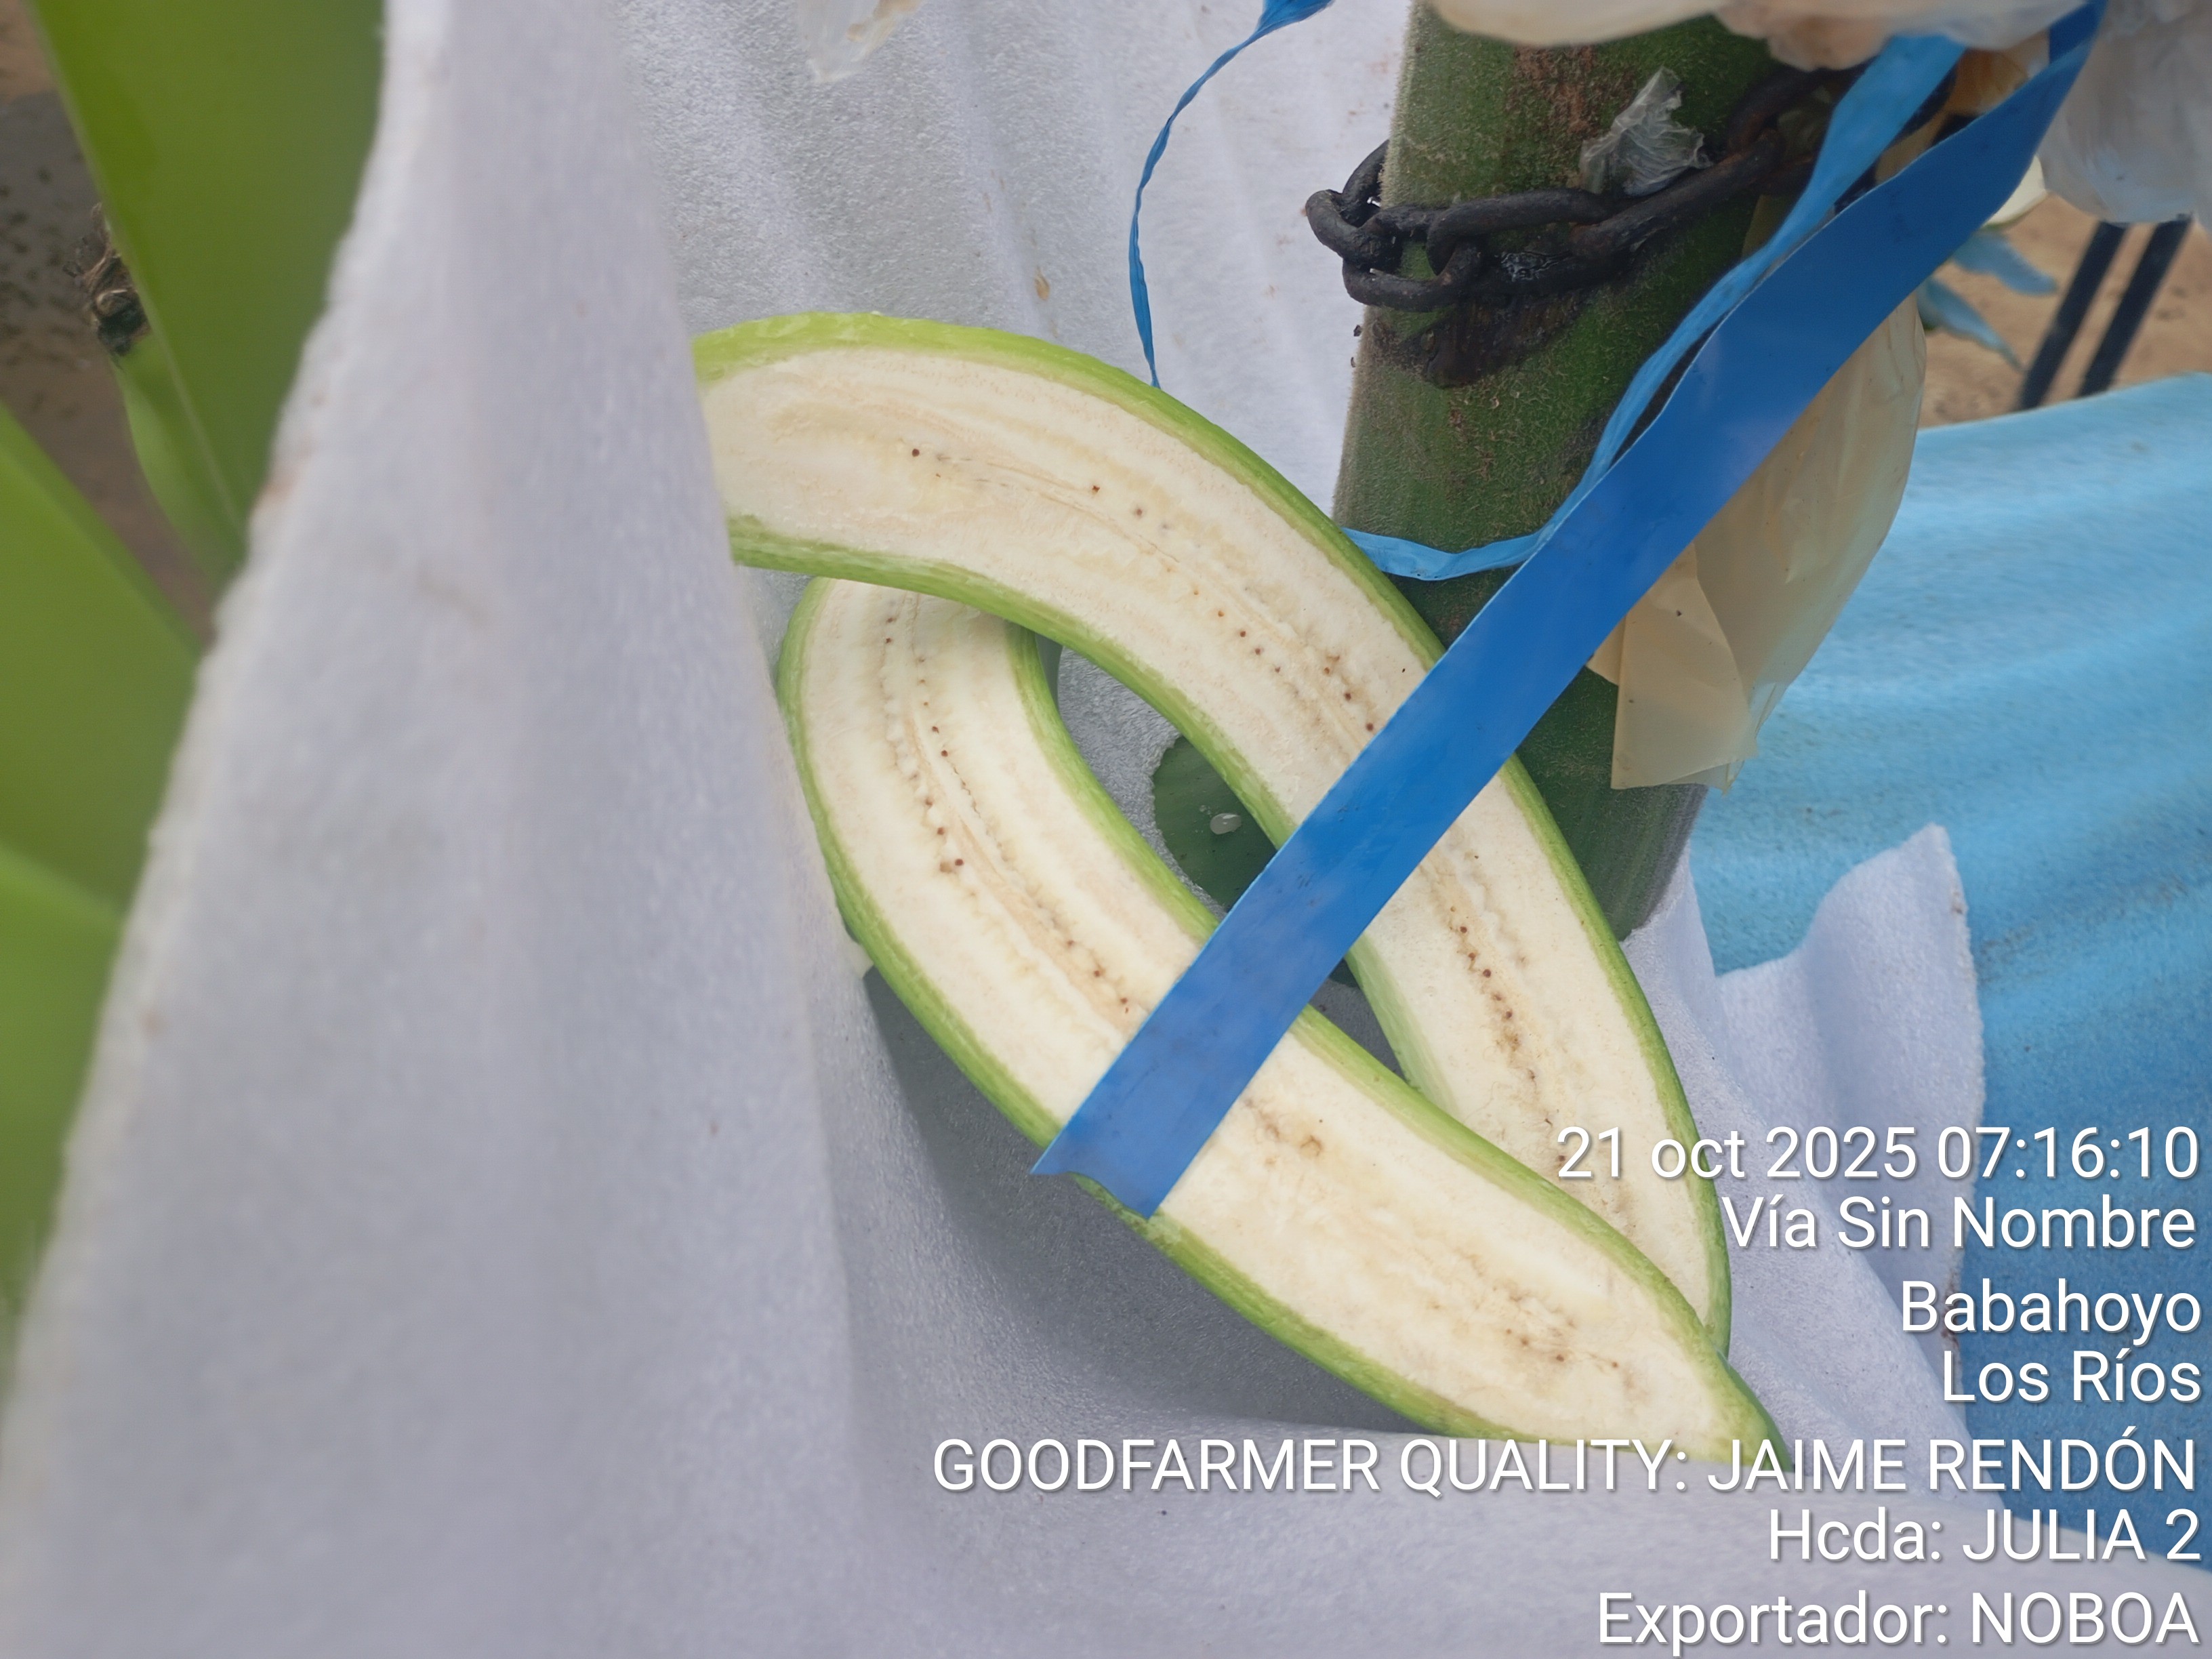 21 oct 2025 07:16:10
Vía Sin Nombre
Babahoyo
Los Ríos
GOODFARMER QUALITY: JAIME RENDÓN
Hcda: JULIA 2
Exportador: NOBOA